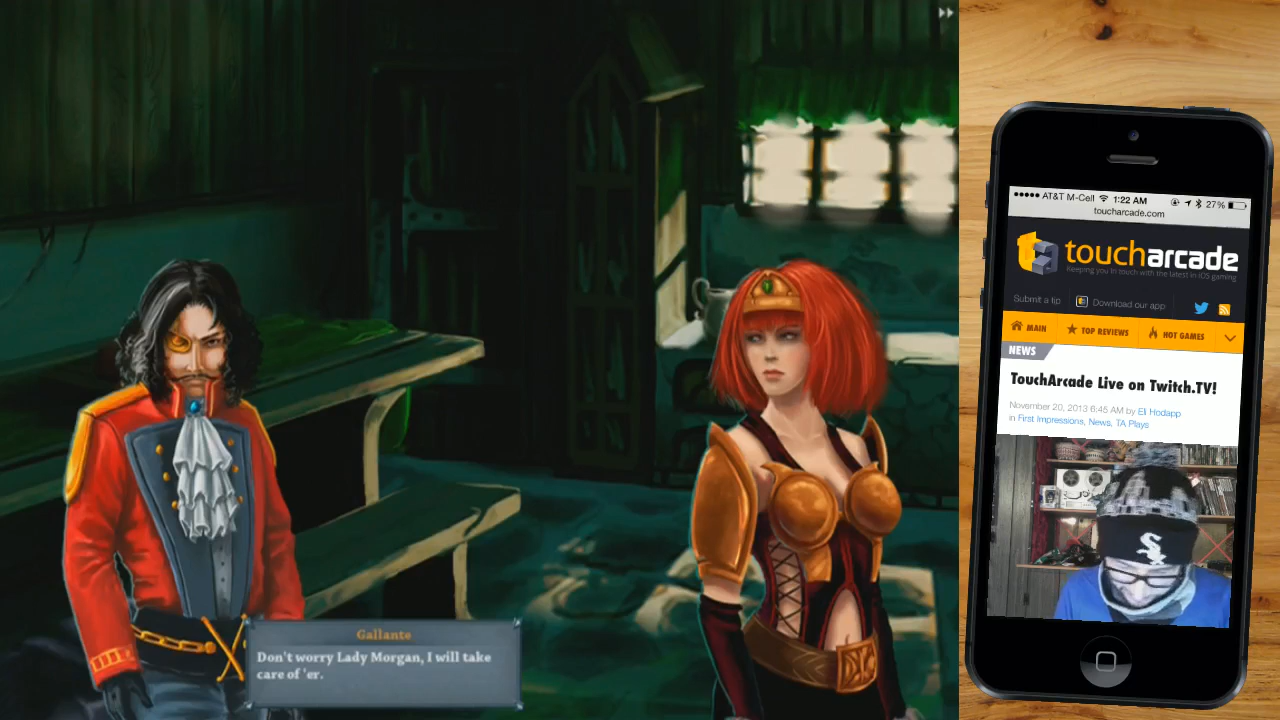 Gallante
Don't worry Lady Morgan, I will take
care of 'er.
AT&T M-Cell 1:22 AM 27%
toucharcade.com
toucharcade
Keeping you in touch with the latest in iOS gaming
Submit a tip Download our app
MAIN TOP REVIEWS HOT GAMES
NEWS
TouchArcade Live on Twitch.TV!
November 20, 2013 6:45 AM by Eli Hodapp
in First Impressions, News, TA Plays
Sox